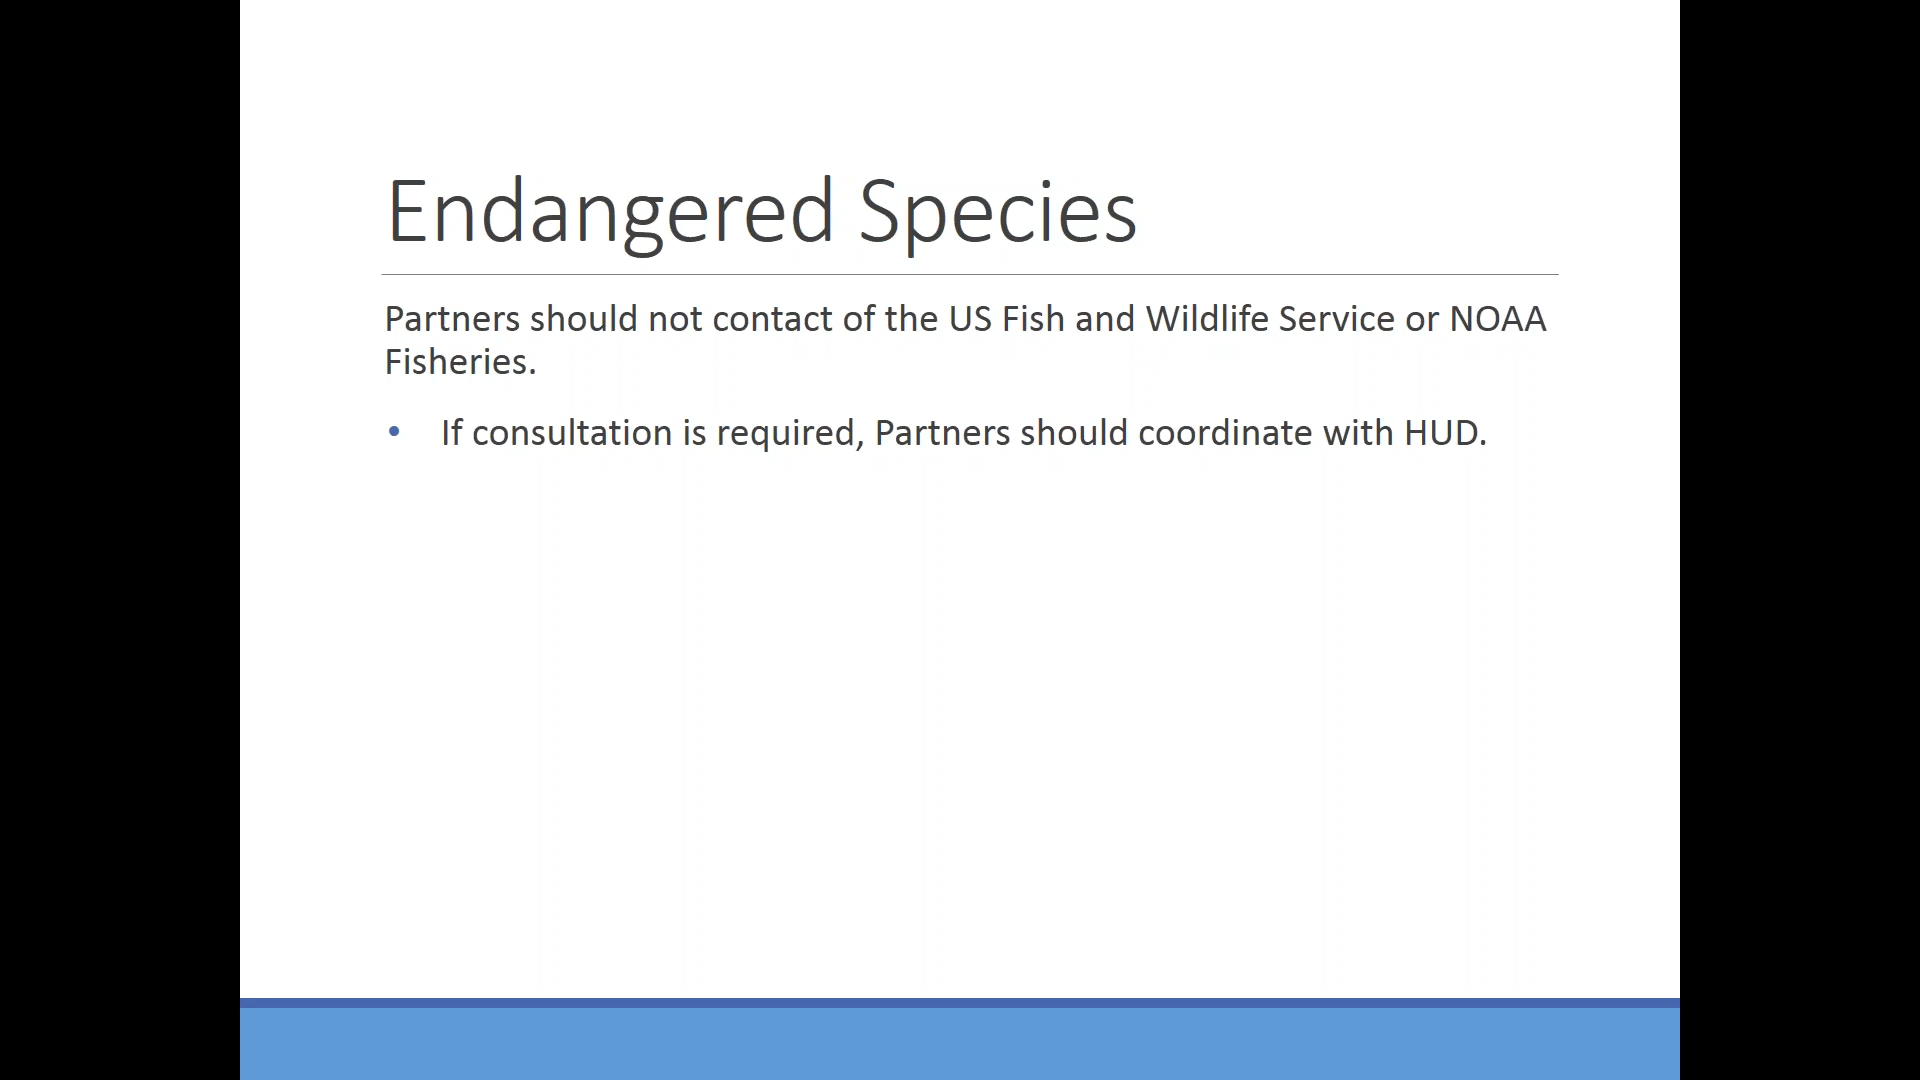 Endangered Species
Partners should not contact of the US Fish and Wildlife Service or NOAA
Fisheries.
• If consultation is required, Partners should coordinate with HUD.